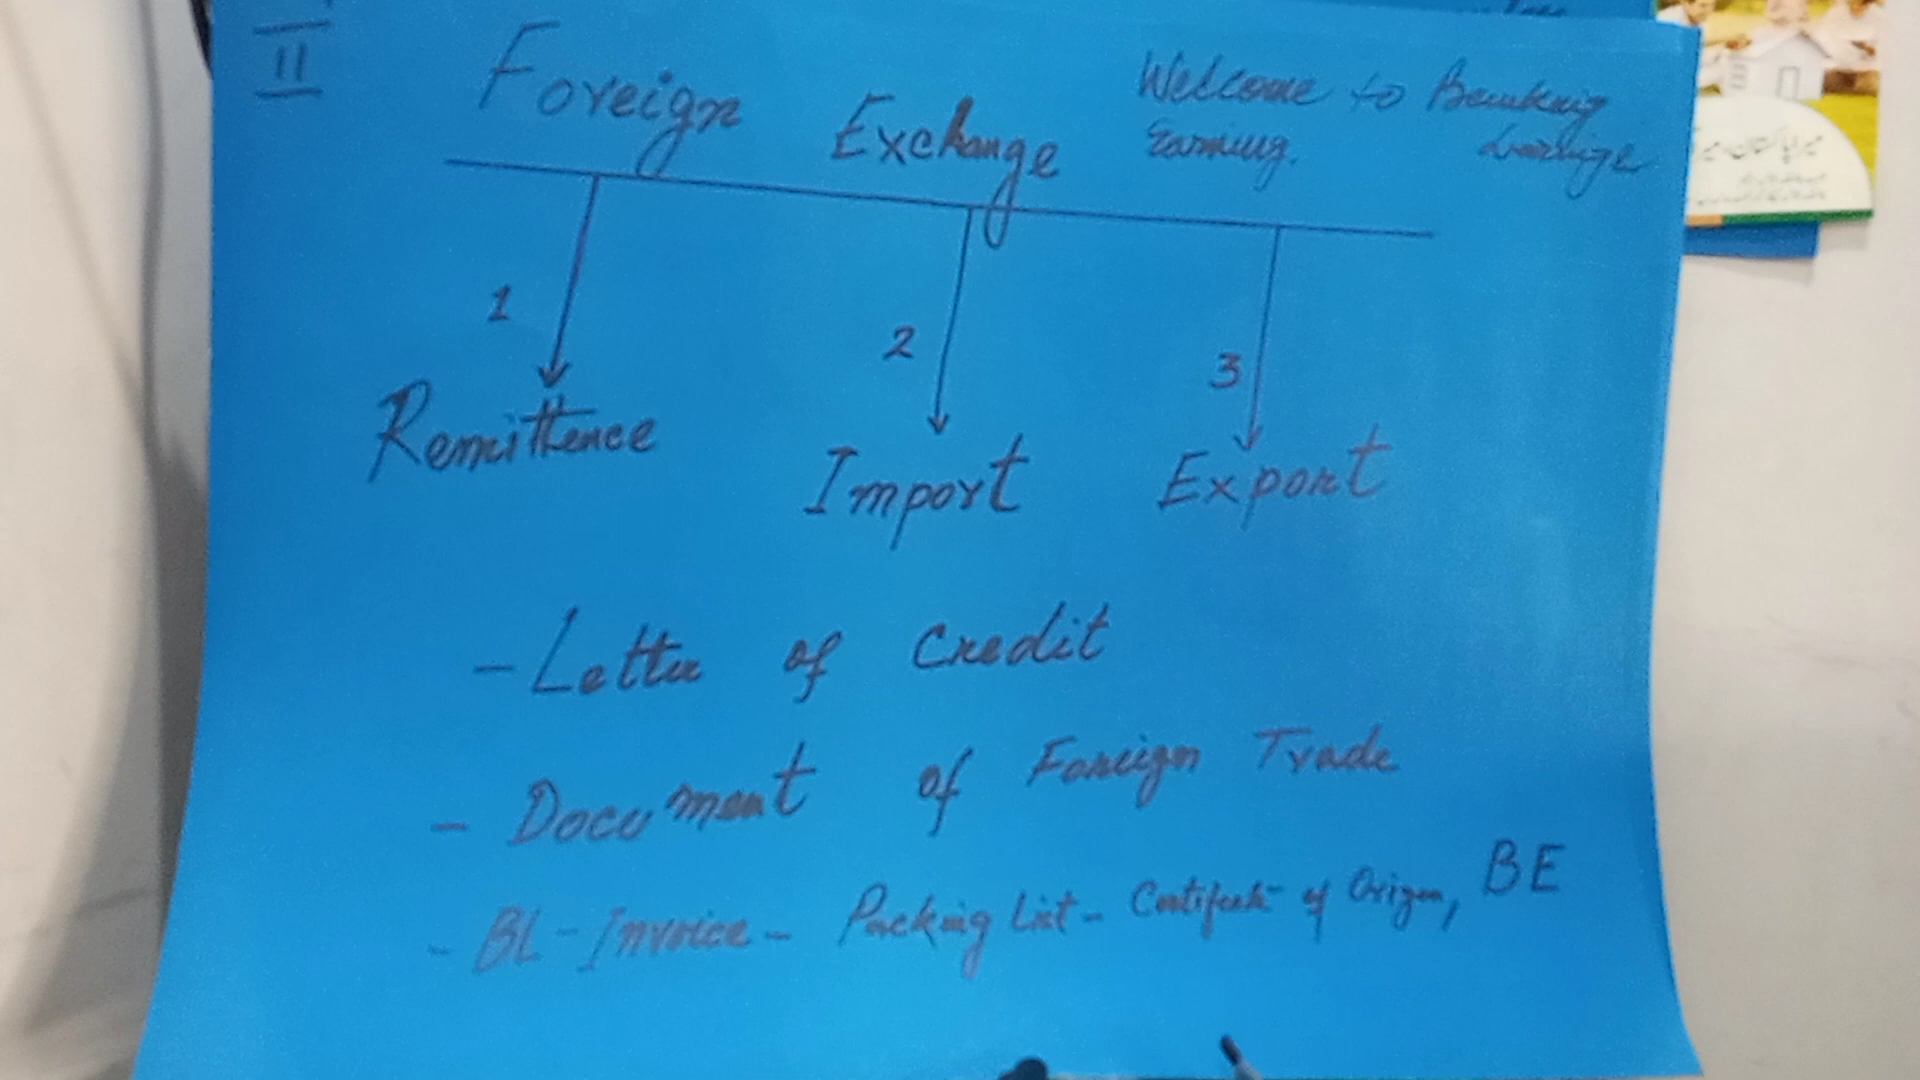 II
Foreign Exchange
Welcome to Banking
Earning.
1
2
3
Remittence
Import
Export
- Letter of Credit
- Document of Foreign Trade
- BL - Invoice - Packing List - Certificate of Origin, BE